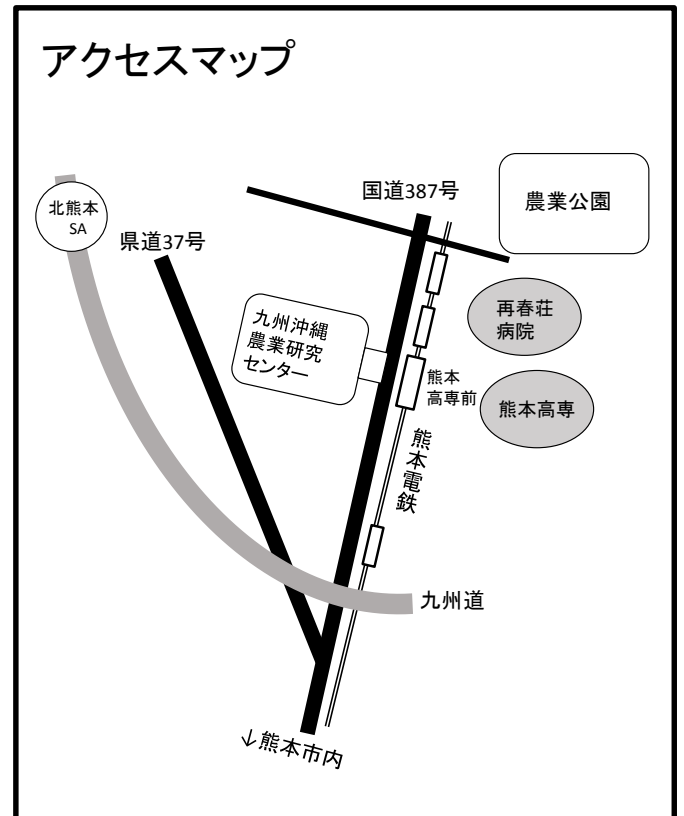 アクセスマップ
国道387号
農業公園
北熊本
SA
県道37号
再春荘
病院
九州沖縄
農業研究
センター
熊本
高専前
熊本高専
熊本電鉄
九州道
↓熊本市内